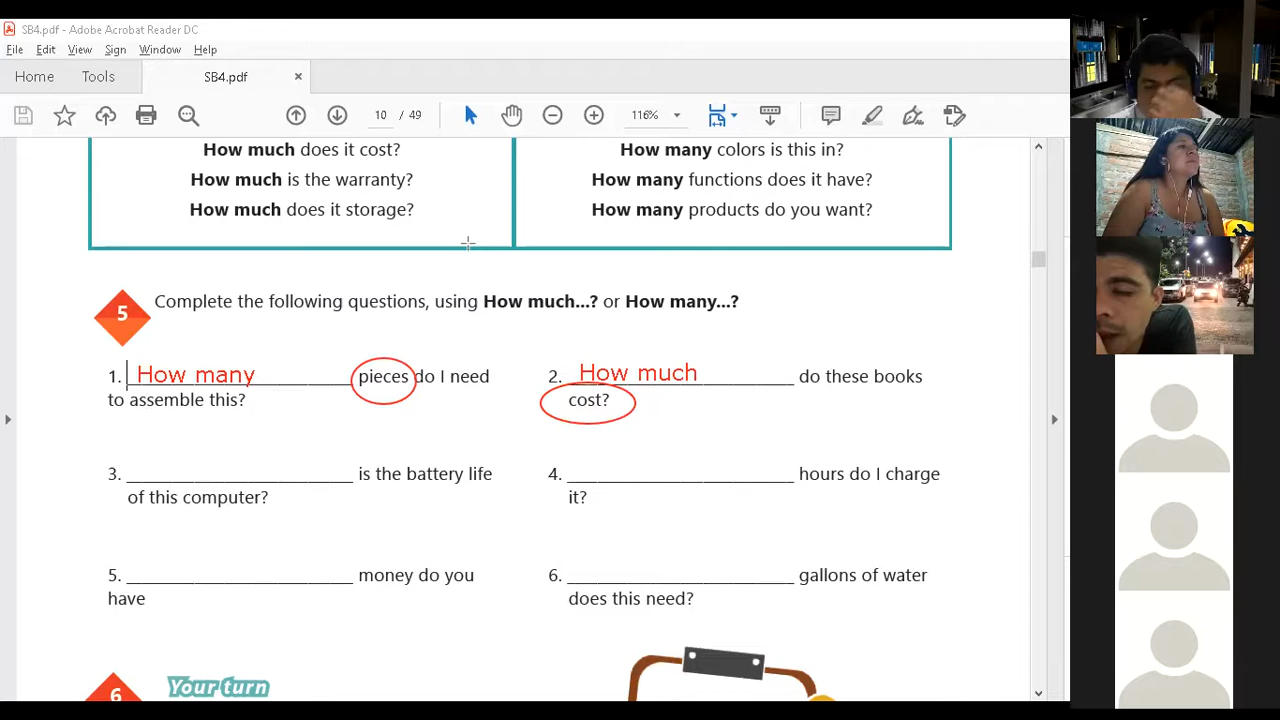 SB4.pdf - Adobe Acrobat Reader DC
File Edit View Sign Window Help
Home Tools SB4.pdf ×
10 / 49 116%
How much does it cost?
How much is the warranty?
How much does it storage?
How many colors is this in?
How many functions does it have?
How many products do you want?
5 Complete the following questions, using How much...? or How many...?
1. How many pieces do I need
to assemble this?
2. How much do these books
cost?
3. ________ is the battery life
of this computer?
4. ________ hours do I charge
it?
5. ________ money do you
have
6. ________ gallons of water
does this need?
6 Your turn